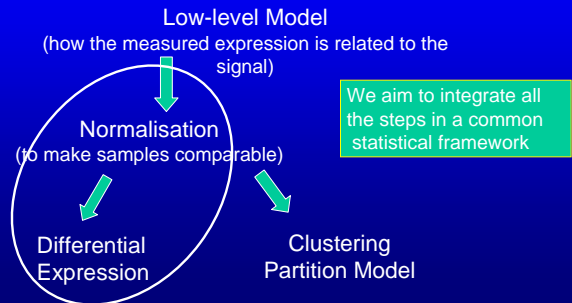 Low-level Model
(how the measured expression is related to the
signal)
We aim to integrate all
the steps in a common
statistical framework
Normalisation
(to make samples comparable)
Differential
Expression
Clustering
Partition Model